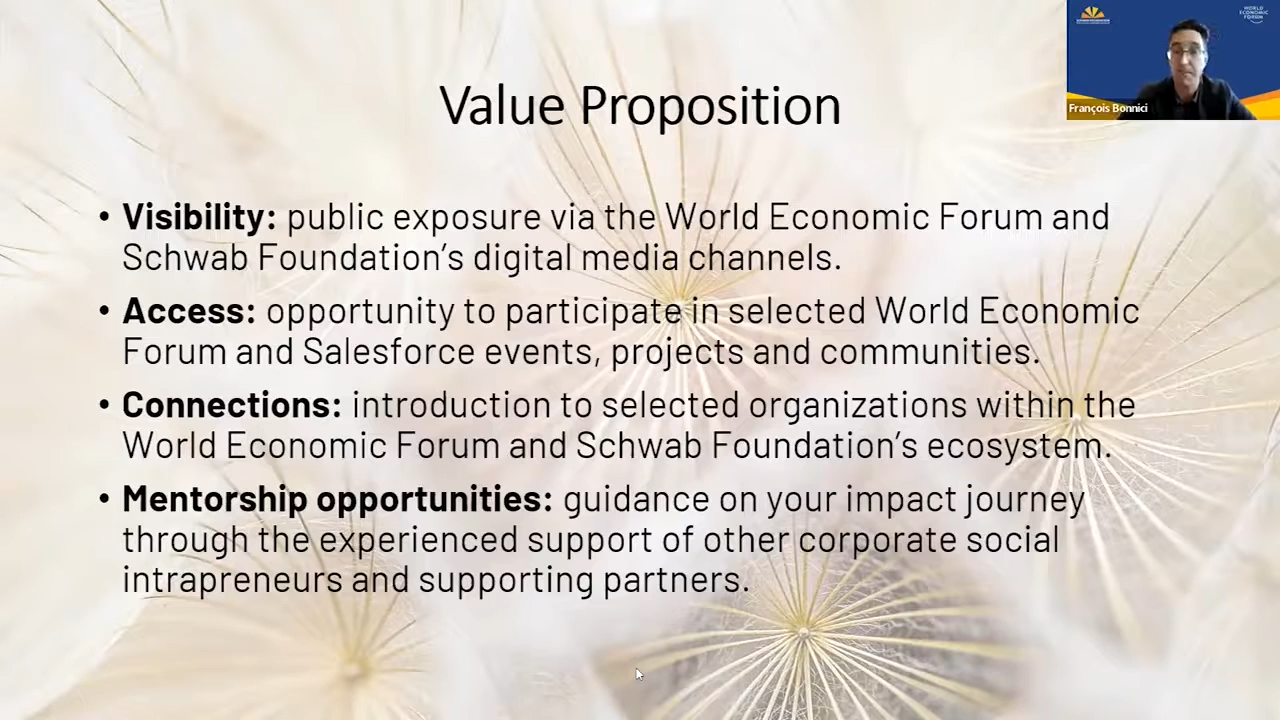 WORLD
ECONOMIC
FORUM
François Bonnici
Value Proposition
• Visibility: public exposure via the World Economic Forum and
Schwab Foundation’s digital media channels.
• Access: opportunity to participate in selected World Economic
Forum and Salesforce events, projects and communities.
• Connections: introduction to selected organizations within the
World Economic Forum and Schwab Foundation’s ecosystem.
• Mentorship opportunities: guidance on your impact journey
through the experienced support of other corporate social
intrapreneurs and supporting partners.